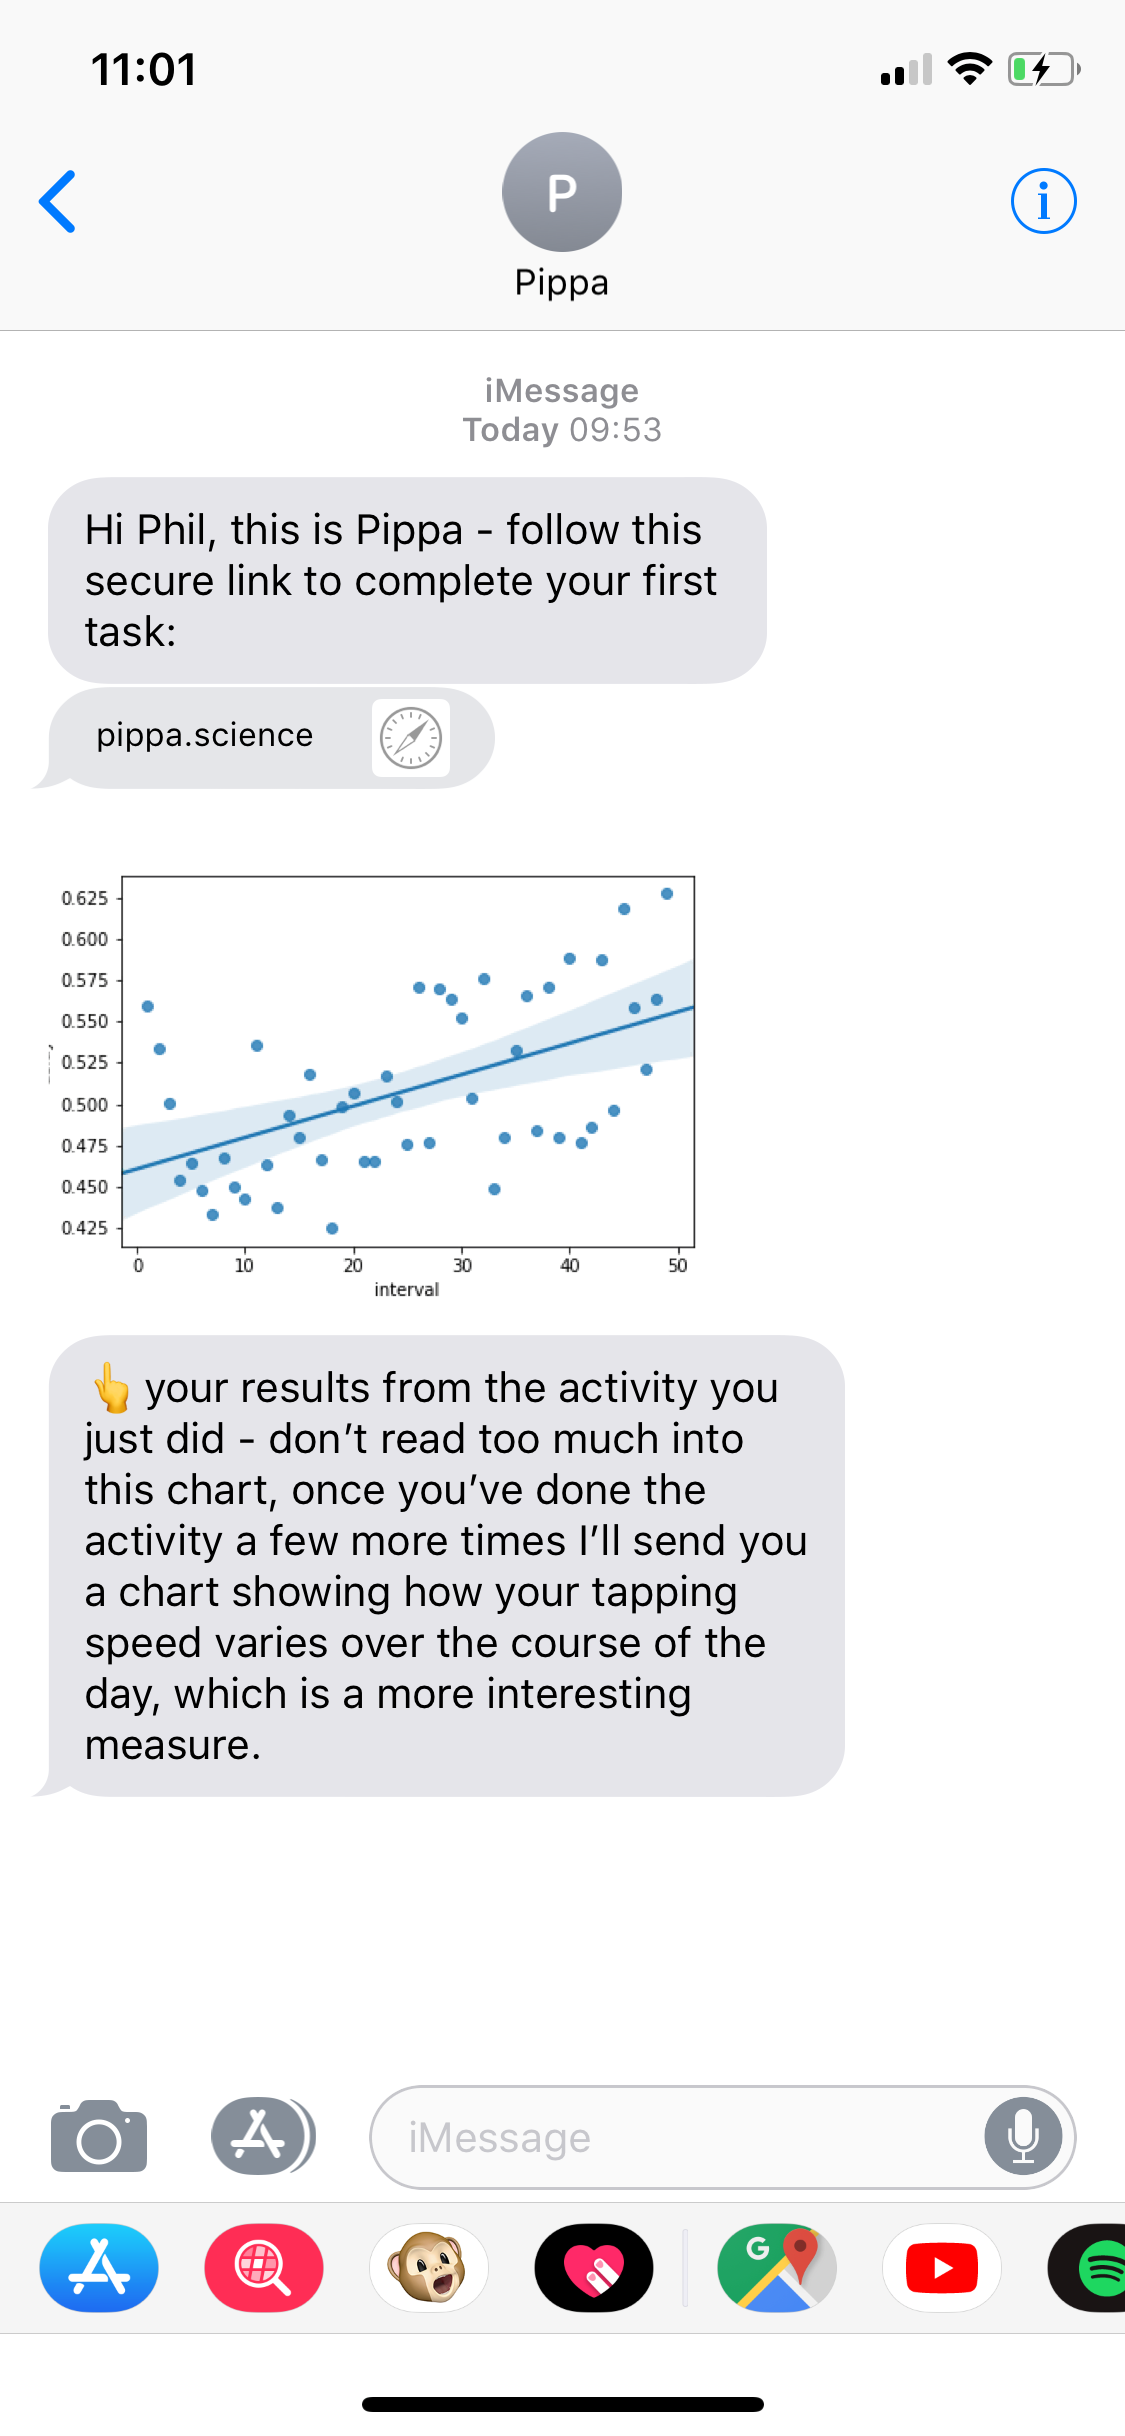 11:01
P
Pippa
iMessage
Today 09:53
Hi Phil, this is Pippa - follow this
secure link to complete your first
task:
pippa.science
0.625
0.600
0.575
0.550
0.525
0.500
0.475
0.450
0.425
0 10 20 30 40 50
interval
👆 your results from the activity you
just did - don’t read too much into
this chart, once you’ve done the
activity a few more times I’ll send you
a chart showing how your tapping
speed varies over the course of the
day, which is a more interesting
measure.
iMessage
G